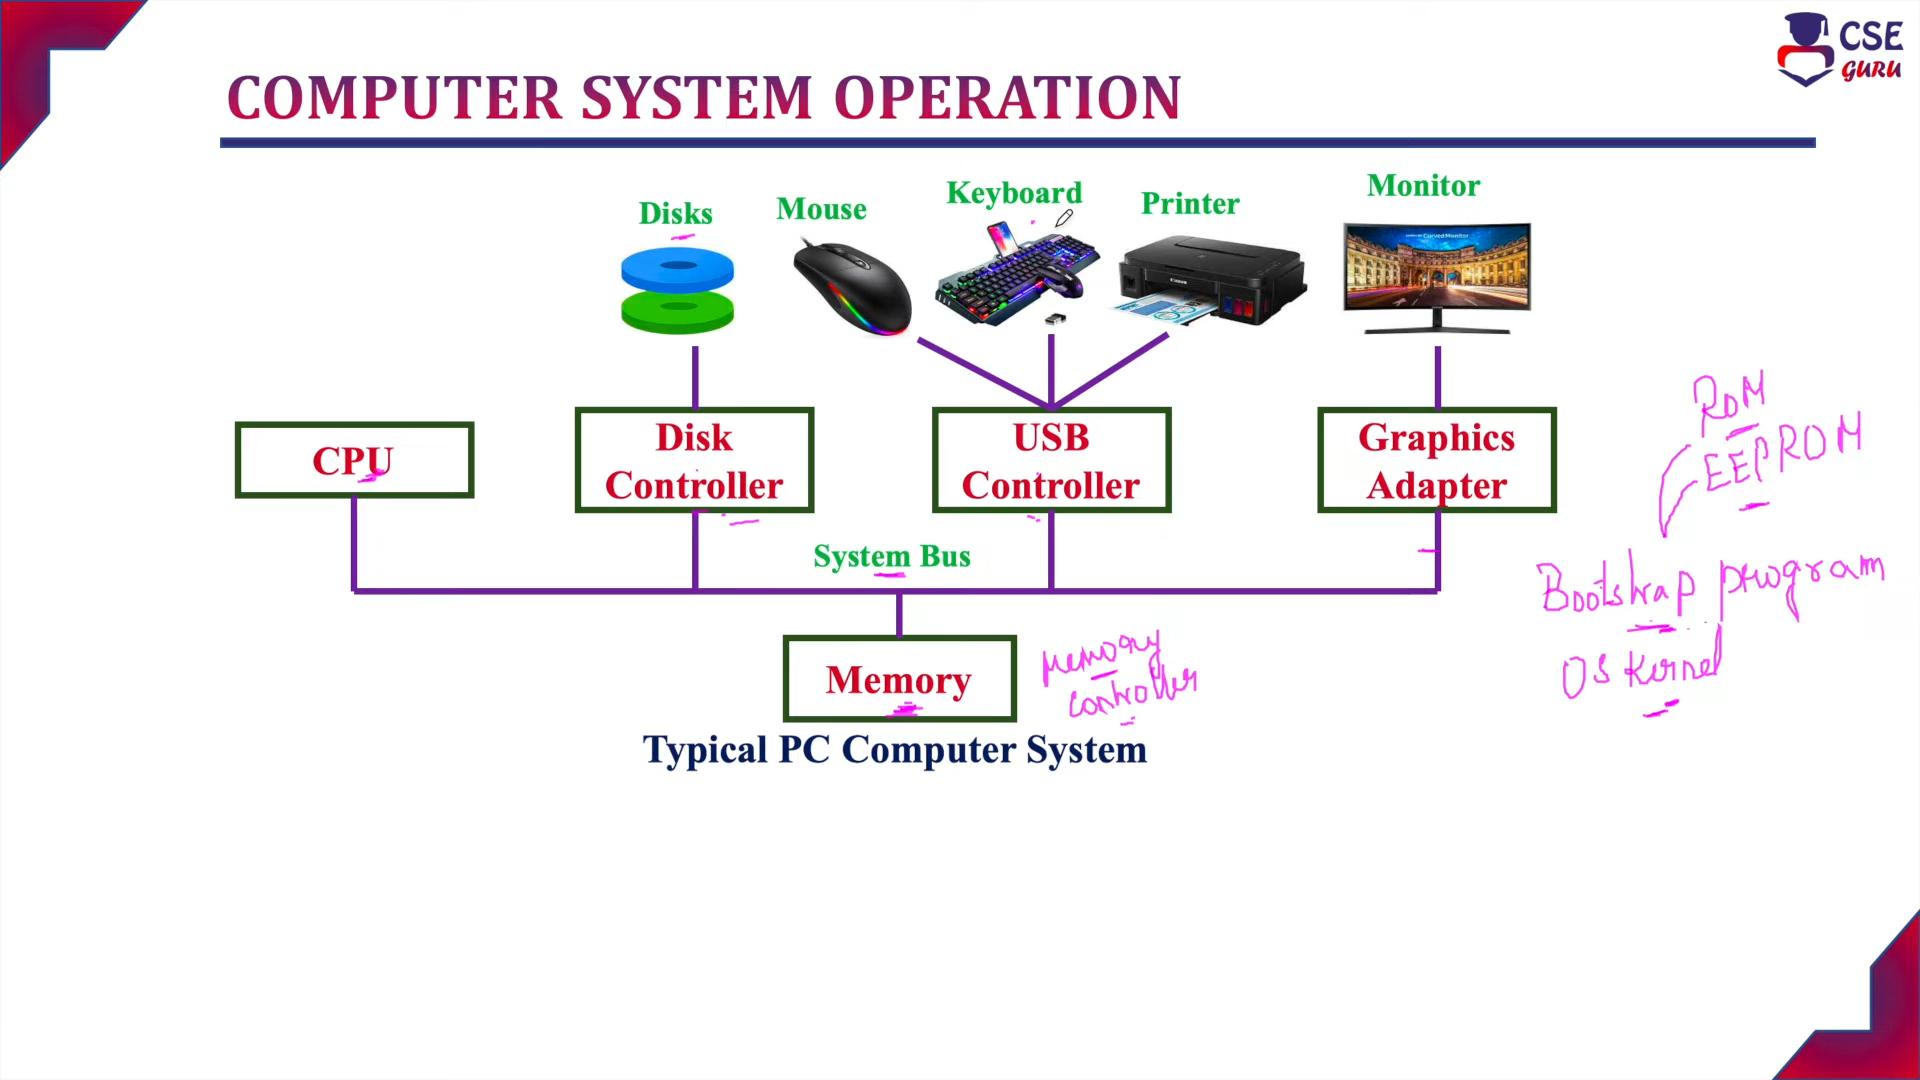 CSE
GURU
COMPUTER SYSTEM OPERATION
Disks
Mouse
Keyboard
Printer
Monitor
CPU
Disk
Controller
USB
Controller
Graphics
Adapter
ROM
EEPROM
System Bus
Bootstrap program
OS Kernel
Memory
Memory
controller
Typical PC Computer System